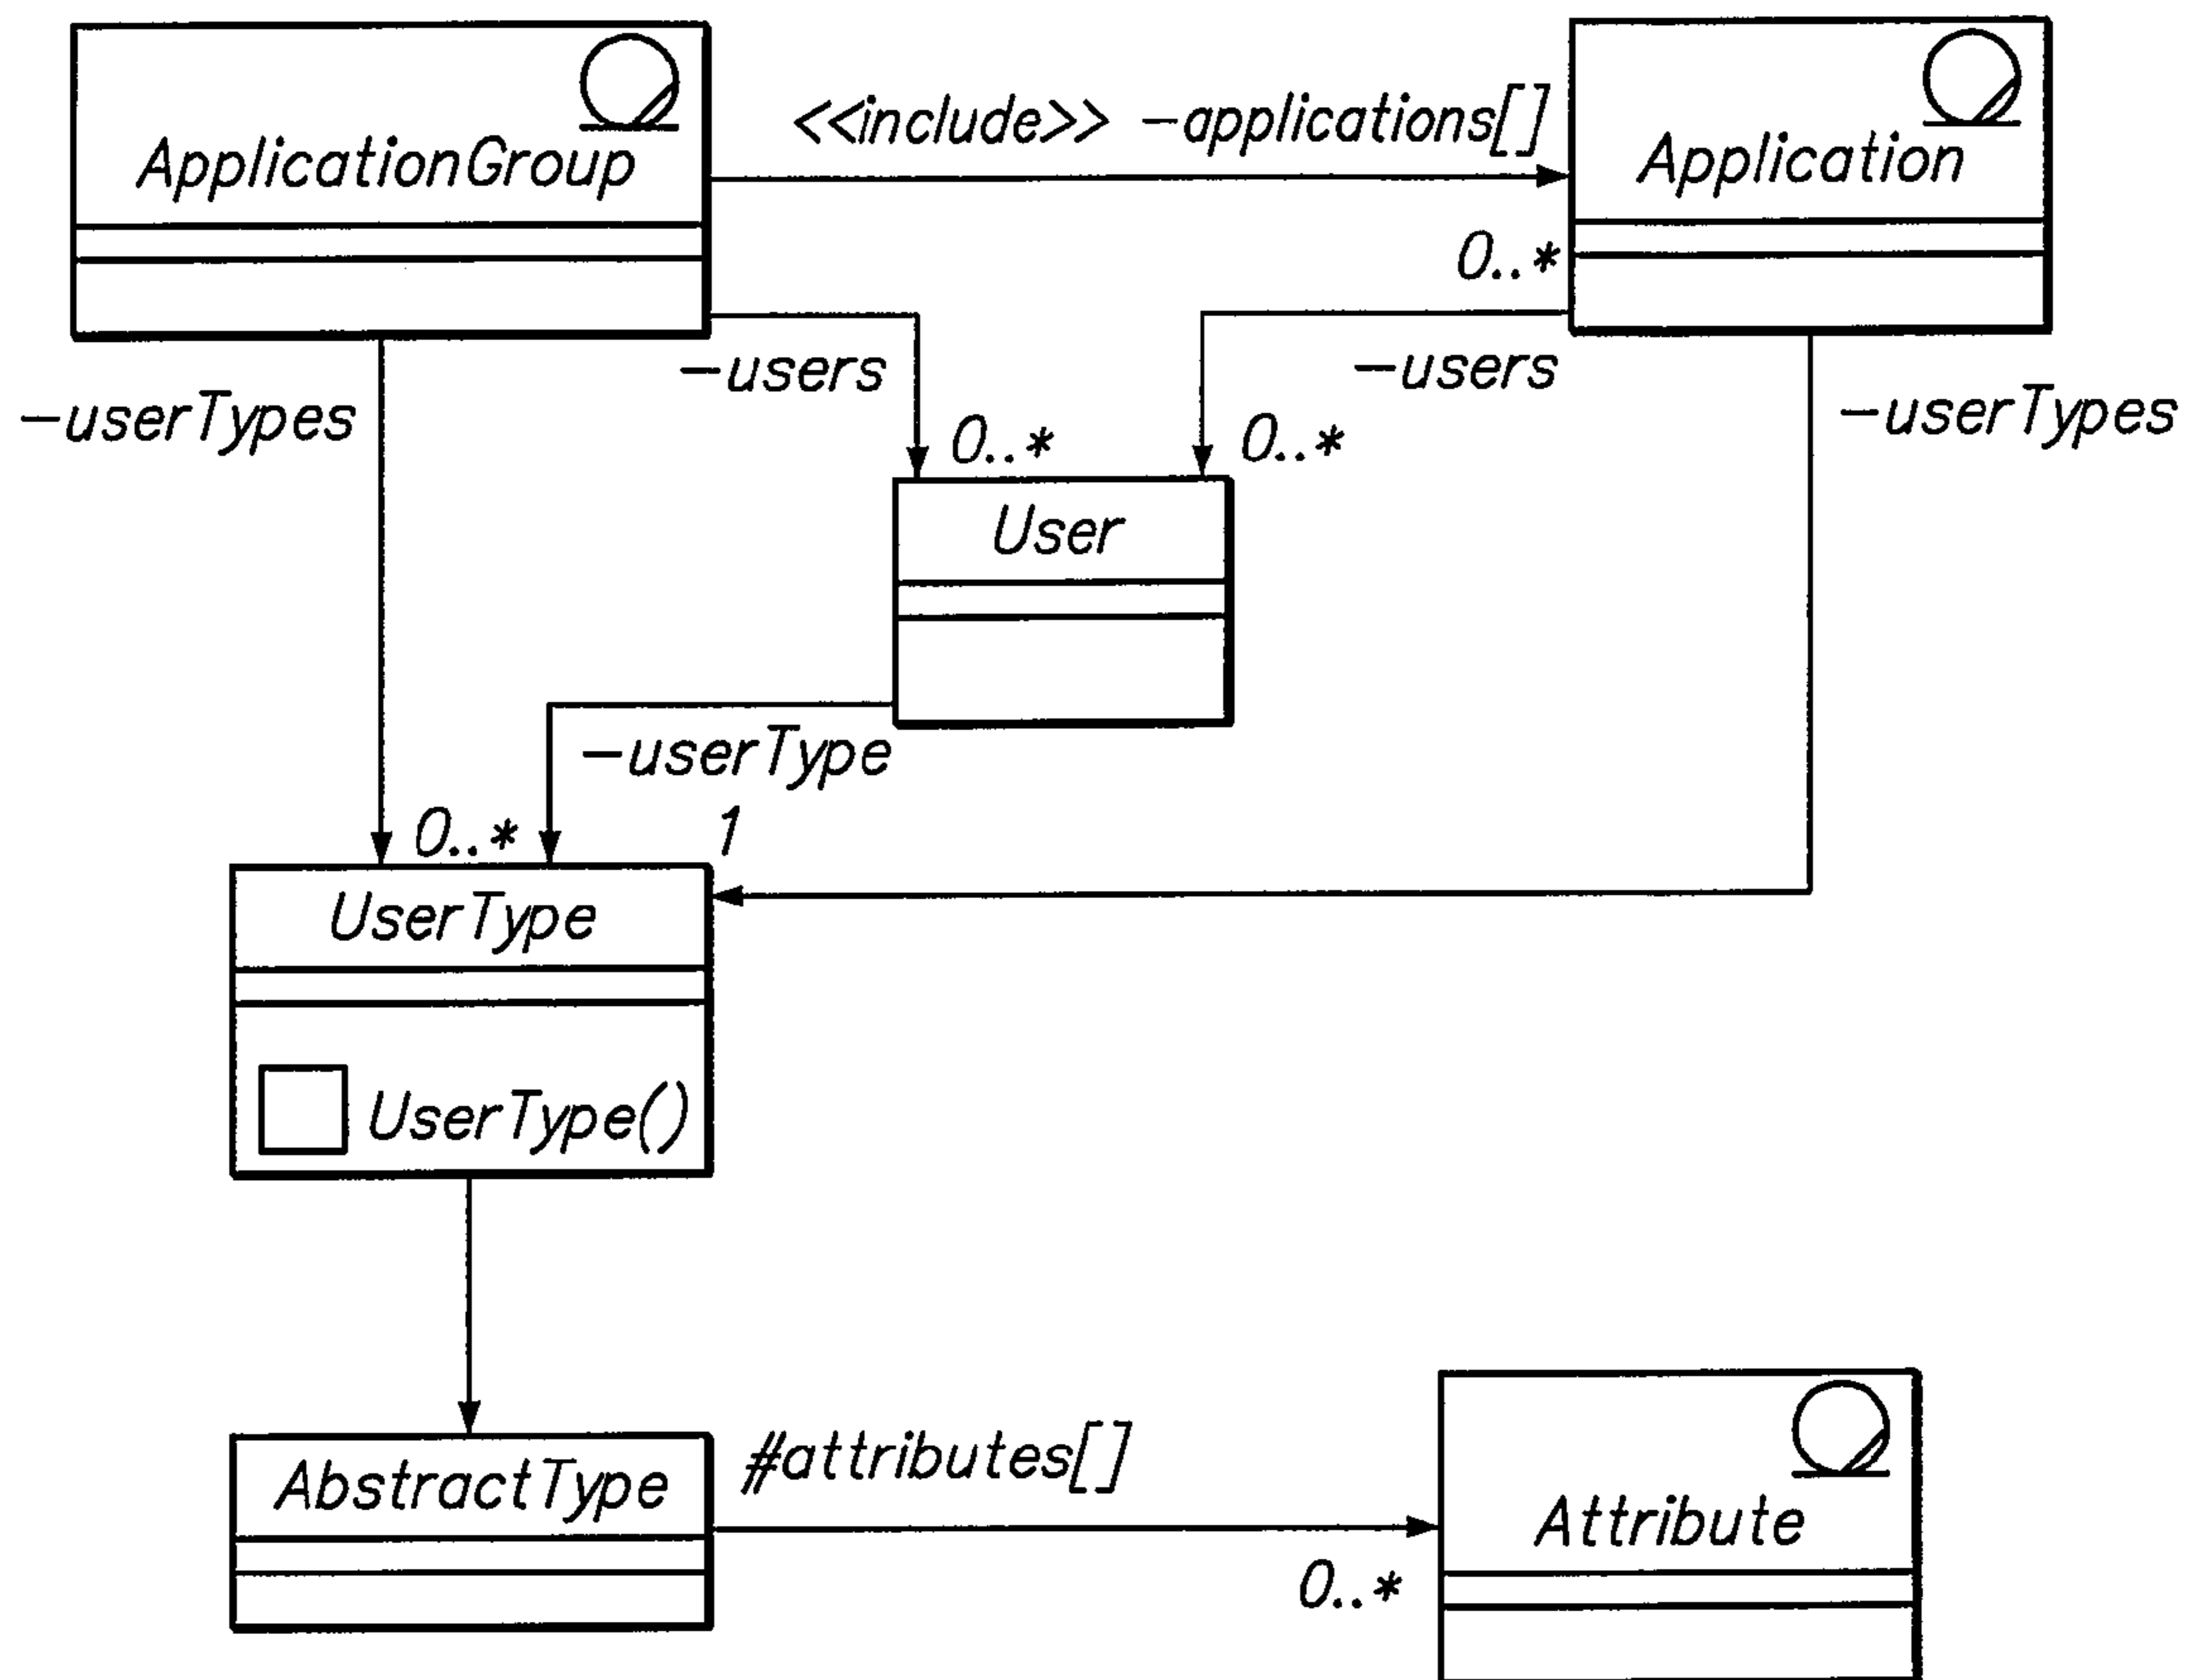 ApplicationGroup
<<include>> -applications[]
Application
0..*
-users
-users
-userTypes
-userTypes
0..*
0..*
User
-userType
0..*
1
UserType
UserType()
AbstractType
#attributes[]
Attribute
0..*